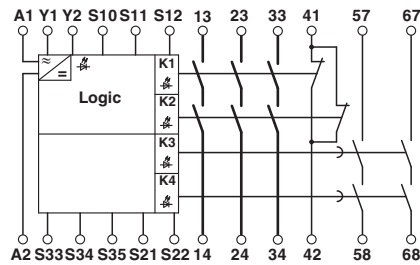 A1 Y1 Y2 S10 S11 S12 13 23 33 41 57 67
≈
=
K1
Logic
K2
K3
K4
A2 S33 S34 S35 S21 S22 14 24 34 42 58 68